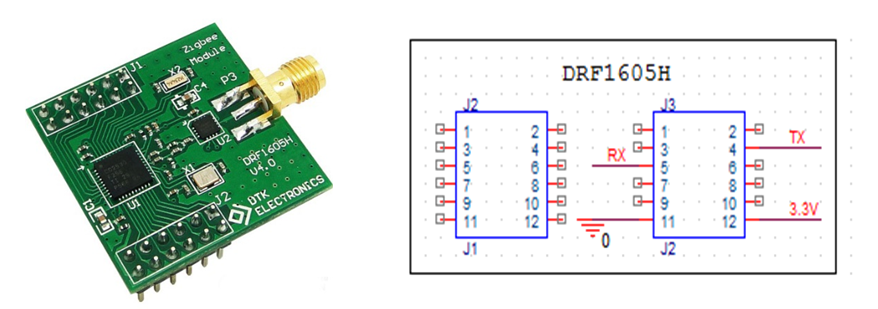 Zigbee
Module
J1
X2
C4
P3
U2
DRF1605H
V4.0
X1
U1
C1
J2
DTK
ELECTRONICS
DRF1605H
J2
1 2
3 4
5 6
7 8
9 10
11 12
J1
J3
1 2
3 4
5 6
7 8
9 10
11 12
J2
RX
TX
3.3V
0